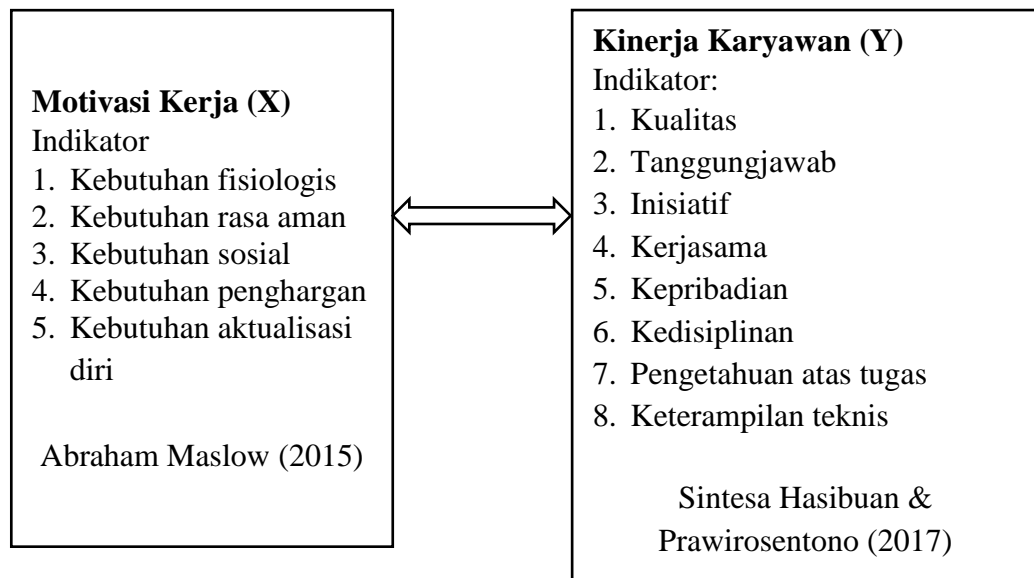 Motivasi Kerja (X)
Indikator
1. Kebutuhan fisiologis
2. Kebutuhan rasa aman
3. Kebutuhan sosial
4. Kebutuhan penghargan
5. Kebutuhan aktualisasi
diri
Abraham Maslow (2015)
Kinerja Karyawan (Y)
Indikator:
1. Kualitas
2. Tanggungjawab
3. Inisiatif
4. Kerjasama
5. Kepribadian
6. Kedisiplinan
7. Pengetahuan atas tugas
8. Keterampilan teknis
Sintesa Hasibuan &
Prawirosentono (2017)